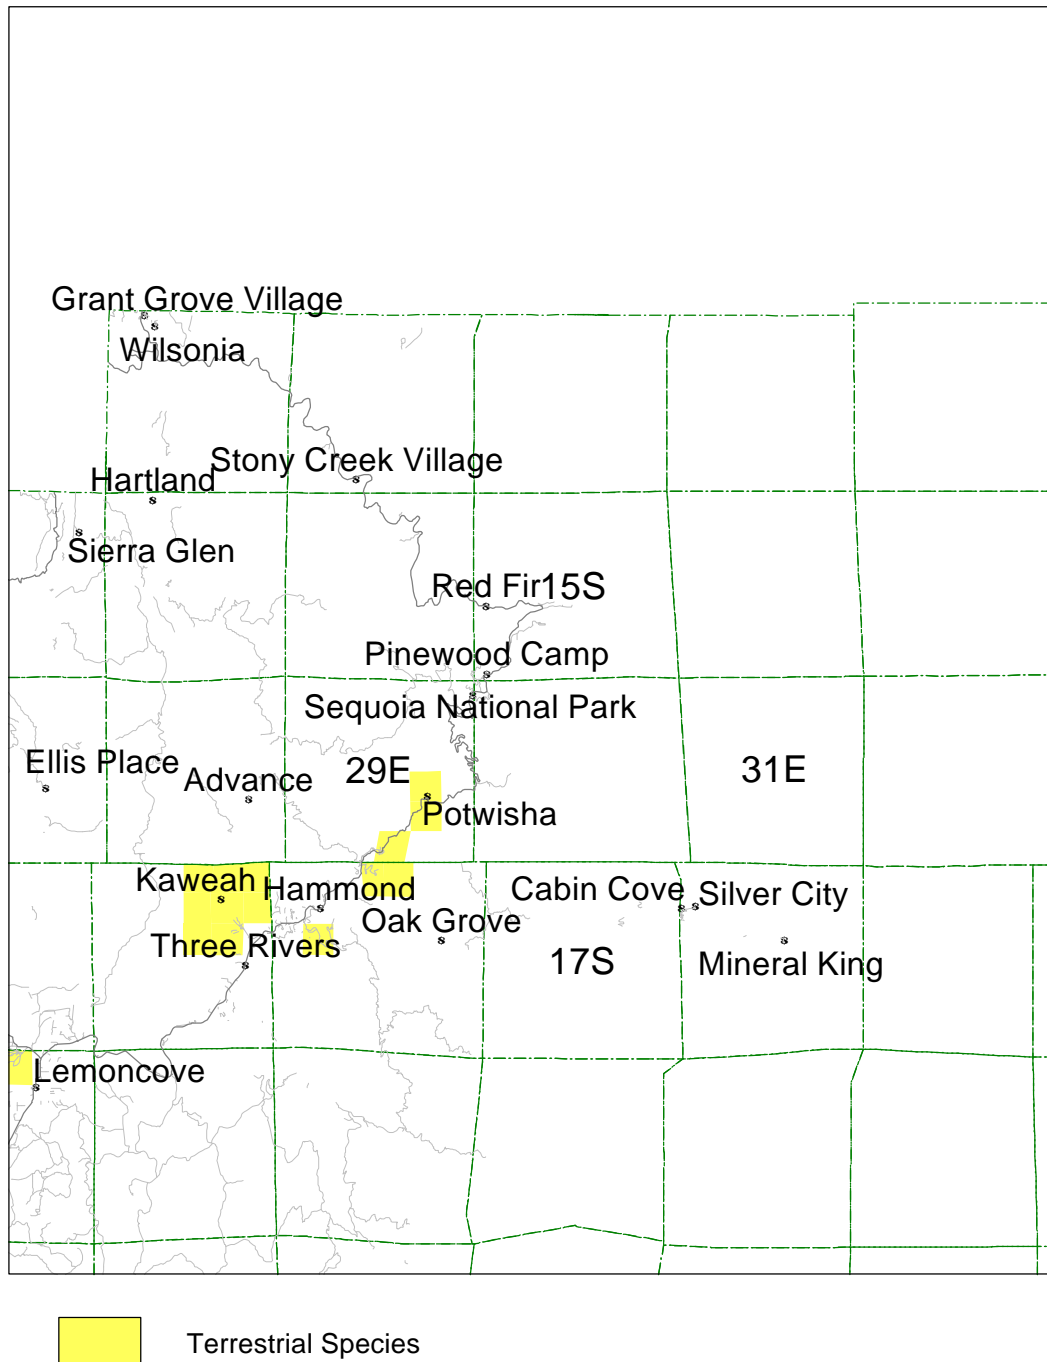 Grant Grove Village
Wilsonia
Stony Creek Village
Hartland
Sierra Glen
Red Fir
15S
Pinewood Camp
Sequoia National Park
Ellis Place
Advance
29E
31E
Potwisha
Kaweah
Hammond
Cabin Cove
Silver City
Oak Grove
Three Rivers
17S
Mineral King
Lemoncove
Terrestrial Species